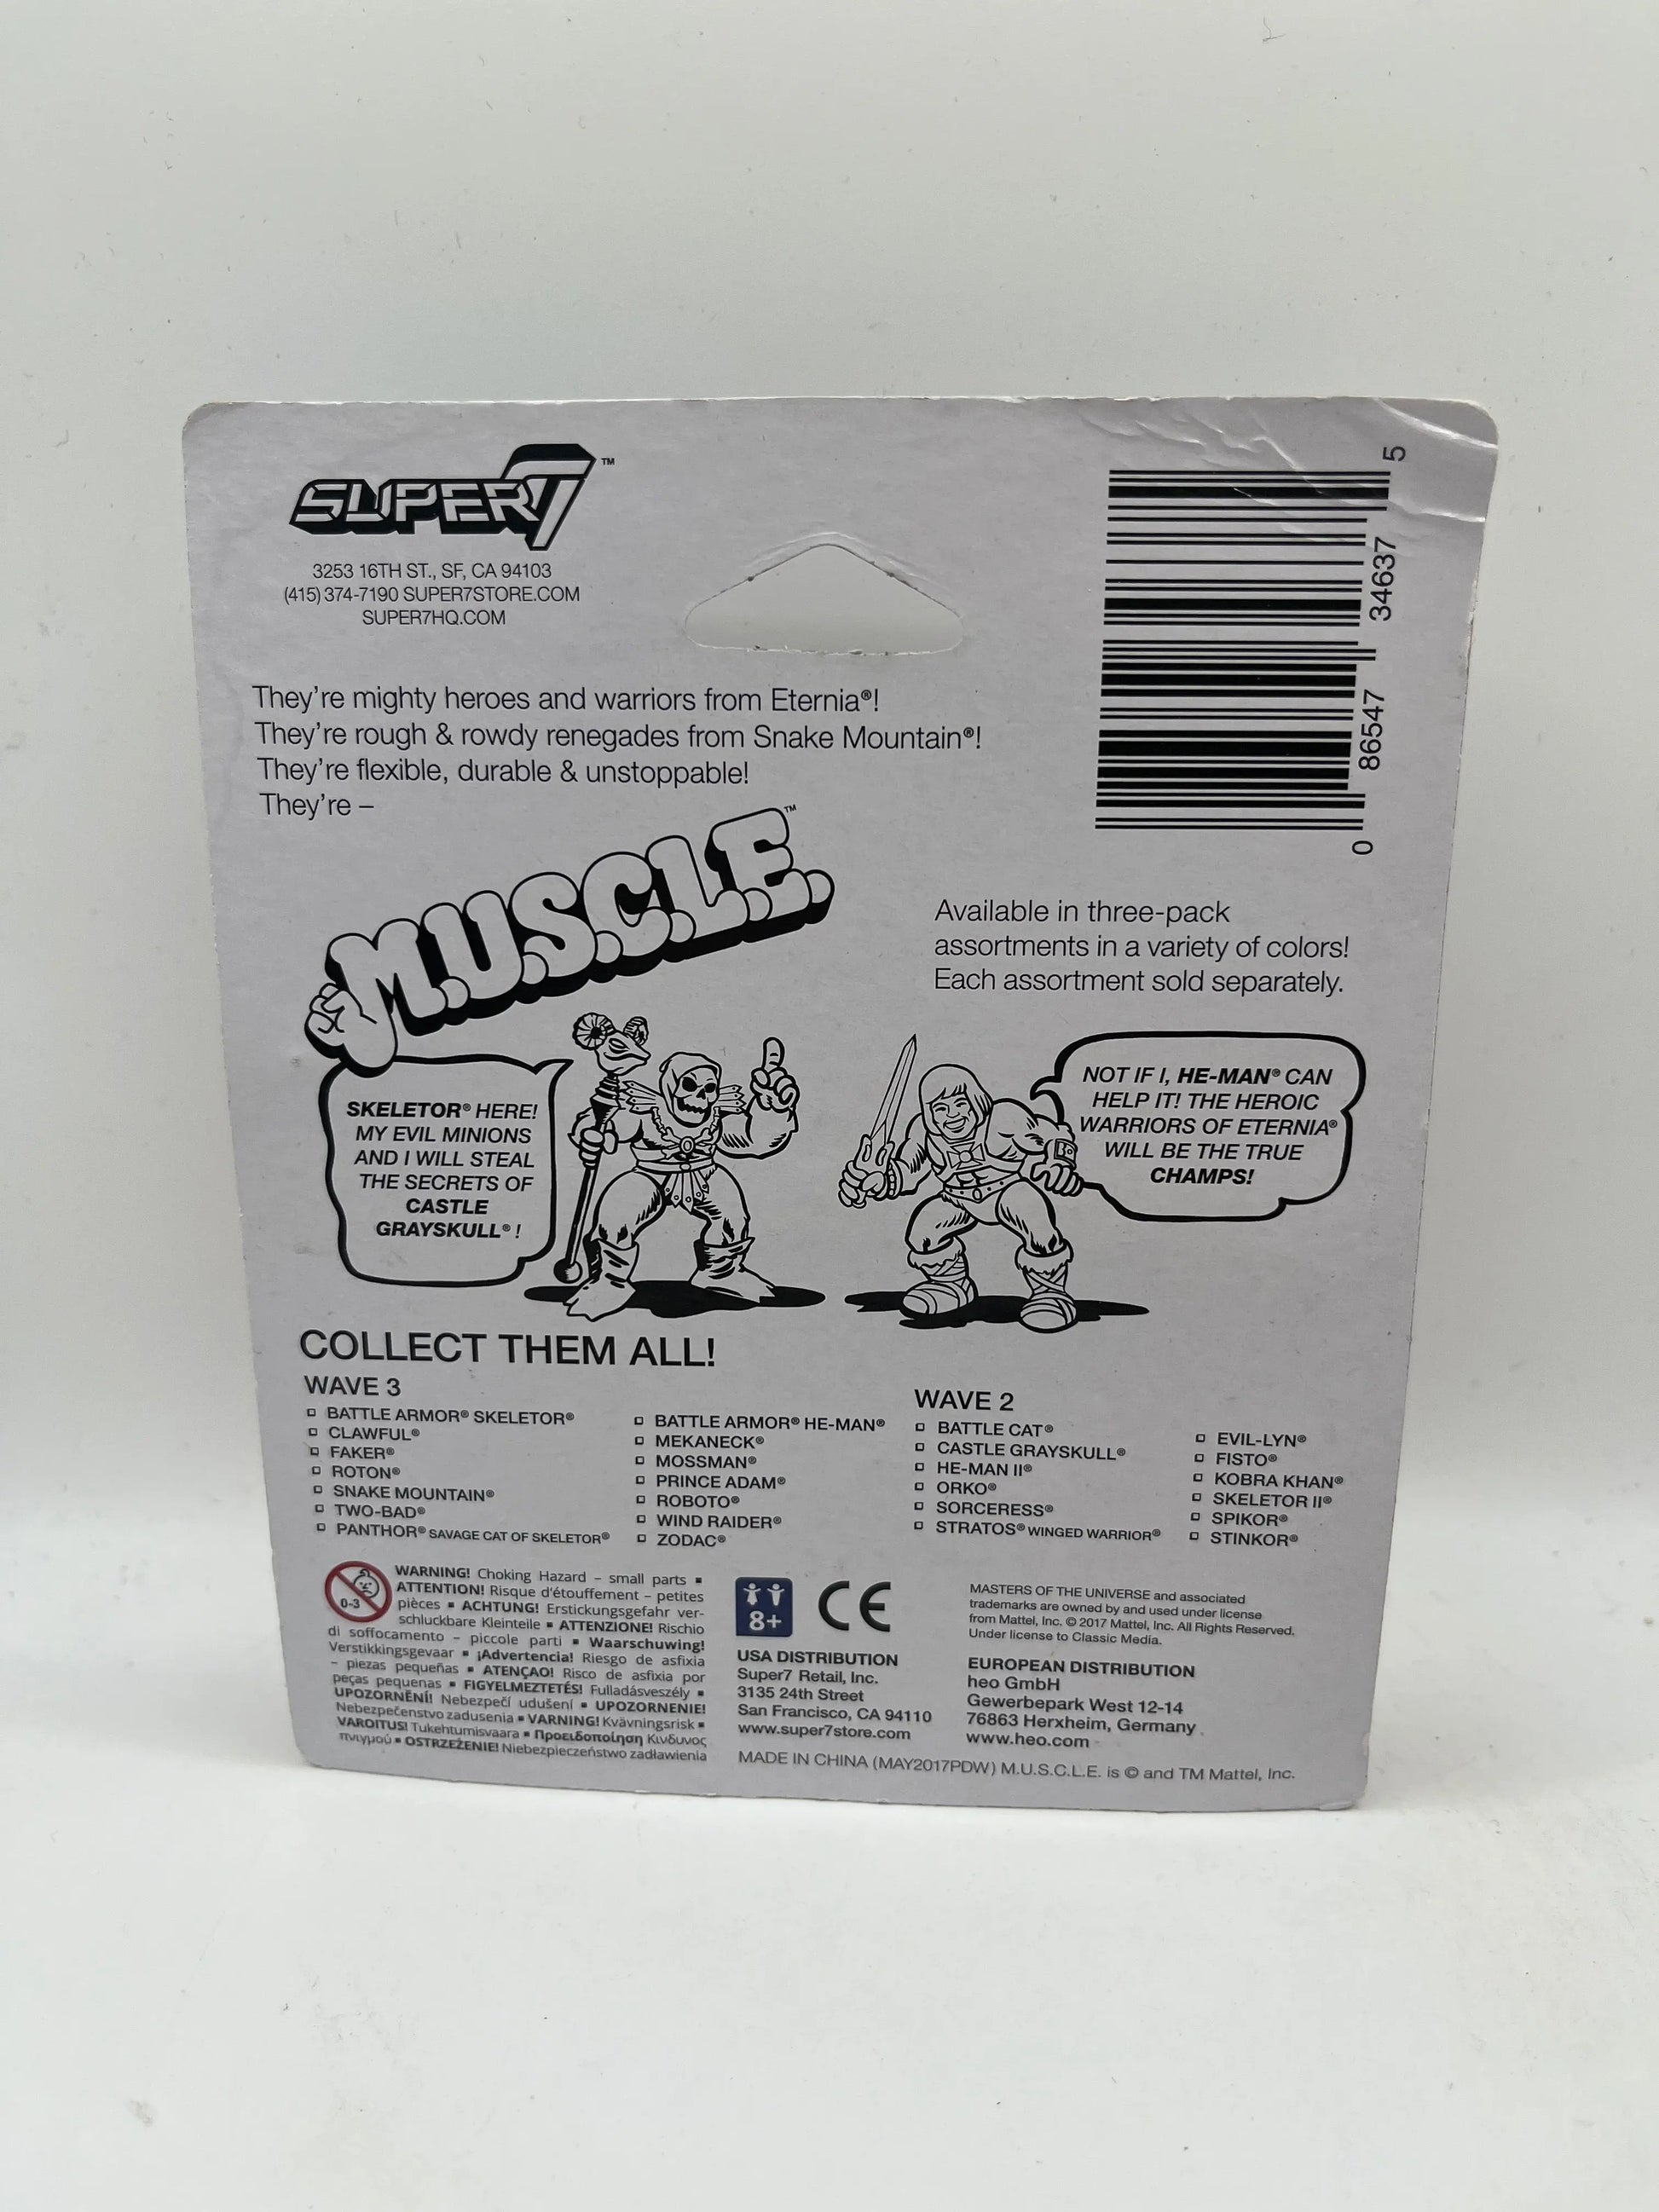 SUPER7™
3253 16TH ST., SF, CA 94103
(415) 374-7190 SUPER7STORE.COM
SUPER7HQ.COM
0 86547 34637 5
They're mighty heroes and warriors from Eternia®!
They're rough & rowdy renegades from Snake Mountain®!
They're flexible, durable & unstoppable!
They're –
M.U.S.C.L.E.™
Available in three-pack
assortments in a variety of colors!
Each assortment sold separately.
SKELETOR® HERE!
MY EVIL MINIONS
AND I WILL STEAL
THE SECRETS OF
CASTLE
GRAYSKULL® !
NOT IF I, HE-MAN® CAN
HELP IT! THE HEROIC
WARRIORS OF ETERNIA®
WILL BE THE TRUE
CHAMPS!
COLLECT THEM ALL!
WAVE 3
BATTLE ARMOR® SKELETOR®
CLAWFUL®
FAKER®
ROTON®
SNAKE MOUNTAIN®
TWO-BAD®
PANTHOR® SAVAGE CAT OF SKELETOR®
BATTLE ARMOR® HE-MAN®
MEKANECK®
MOSSMAN®
PRINCE ADAM®
ROBOTO®
WIND RAIDER®
ZODAC®
WAVE 2
BATTLE CAT®
CASTLE GRAYSKULL®
HE-MAN II®
ORKO®
SORCERESS®
STRATOS® WINGED WARRIOR®
EVIL-LYN®
FISTO®
KOBRA KHAN®
SKELETOR II®
SPIKOR®
STINKOR®
0-3
WARNING! Choking Hazard – small parts ▪
ATTENTION! Risque d'étouffement – petites
pièces ▪ ACHTUNG! Erstickungsgefahr ver-
schluckbare Kleinteile ▪ ATTENZIONE! Rischio
di soffocamento – piccole parti ▪ Waarschuwing!
Verstikkingsgevaar ▪ ¡Advertencia! Riesgo de asfixia
– piezas pequeñas ▪ ATENÇAO! Risco de asfixia por
peças pequenas ▪ FIGYELMEZTETÉS! Fulladásveszély ▪
UPOZORNĚNÍ! Nebezpečí udušení ▪ UPOZORNENIE!
Nebezpečenstvo zadusenia ▪ VARNING! Kvävningsrisk ▪
VAROITUS! Tukehtumisvaara ▪ Προειδοποίηση Κίνδυνος
πνιγμού ▪ OSTRZEŻENIE! Niebezpieczeństwo zadławienia
8+
CE
USA DISTRIBUTION
Super7 Retail, Inc.
3135 24th Street
San Francisco, CA 94110
www.super7store.com
MASTERS OF THE UNIVERSE and associated
trademarks are owned by and used under license
from Mattel, Inc. © 2017 Mattel, Inc. All Rights Reserved.
Under license to Classic Media.
EUROPEAN DISTRIBUTION
heo GmbH
Gewerbepark West 12-14
76863 Herxheim, Germany
www.heo.com
MADE IN CHINA (MAY2017PDW) M.U.S.C.L.E. is © and TM Mattel, Inc.